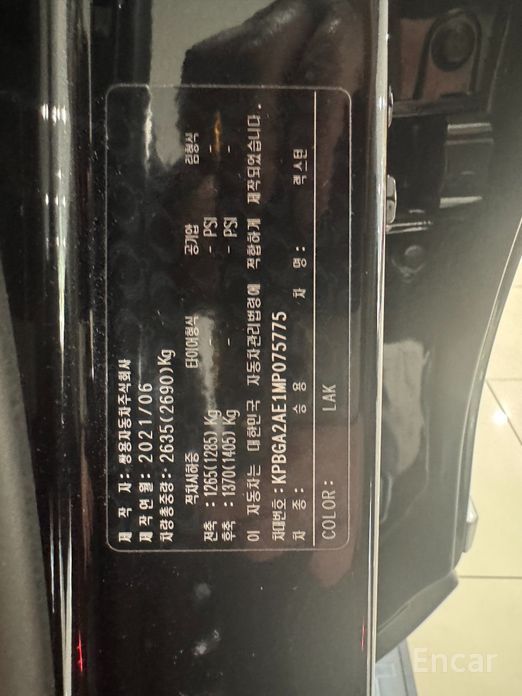 제 작 자: 쌍용자동차주식회사
제작연월: 2021/06
차량총중량: 2635(2690)Kg
적차시하중 타이어형식 공기압 림형식
전축 : 1265(1285) Kg - - PSI -
후축 : 1370(1405) Kg - - PSI -
이 자동차는 대한민국 자동차관리법령에 적합하게 제작되었습니다.
차대번호: KPBGA2AE1MP075775
차 종: 승 용 차 명: 렉스턴
COLOR: LAK
Encar